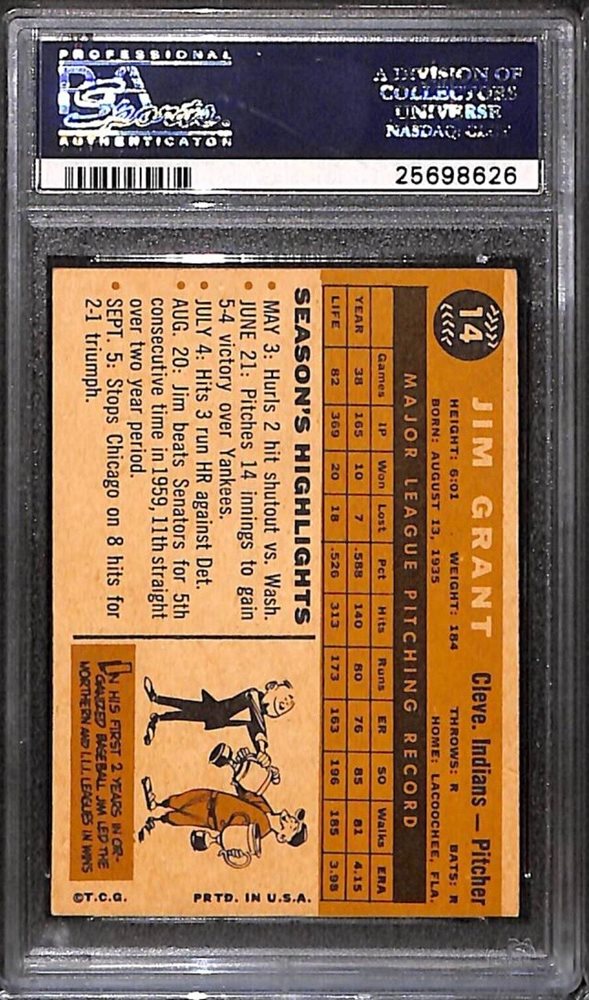 PROFESSIONAL
PSA
Sports
AUTHENTICATON
A DIVISION OF
COLLECTORS
UNIVERSE
NASDAQ: CLCT
25698626
14
JIM GRANT Cleve. Indians — Pitcher
HEIGHT: 6:01 WEIGHT: 184 THROWS: R BATS: R
BORN: AUGUST 13, 1935 HOME: LACOOCHEE, FLA.
MAJOR LEAGUE PITCHING RECORD
Games IP Won Lost Pct Hits Runs ER SO Walks ERA
YEAR 38 165 10 7 .588 140 80 76 85 81 4.15
LIFE 82 369 20 18 .526 313 173 163 196 185 3.98
SEASON'S HIGHLIGHTS
• MAY 3: Hurls 2 hit shutout vs. Wash.
• JUNE 21: Pitches 14 innings to gain
5-4 victory over Yankees.
• JULY 4: Hits 3 run HR against Det.
• AUG. 20: Jim beats Senators for 5th
consecutive time in 1959, 11th straight
over two year period.
• SEPT. 5: Stops Chicago on 8 hits for
2-1 triumph.
IN HIS FIRST 2 YEARS IN OR-
GANIZED BASEBALL JIM LED THE
NORTHERN AND I.I.I. LEAGUES IN WINS
©T.C.G. PRTD. IN U.S.A.